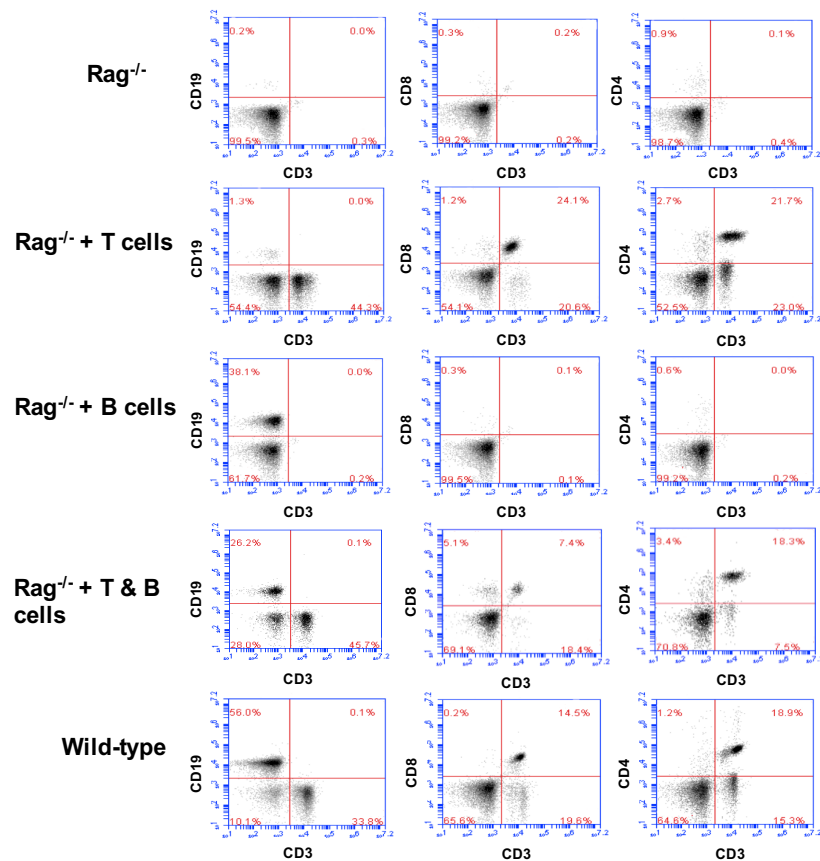 0.2% 0.0% 0.3% 0.2% 0.9% 0.1%
Rag-/-
CD19 CD8 CD4
99.5% 0.3% 99.2% 0.2% 98.7% 0.4%
CD3 CD3 CD3
1.3% 0.0% 1.2% 24.1% 2.7% 21.7%
Rag-/- + T cells
CD19 CD8 CD4
54.4% 44.3% 54.1% 20.6% 52.5% 23.0%
CD3 CD3 CD3
38.1% 0.0% 0.3% 0.1% 0.6% 0.0%
Rag-/- + B cells
CD19 CD8 CD4
61.7% 0.2% 99.5% 0.1% 99.2% 0.2%
CD3 CD3 CD3
26.2% 0.1% 5.1% 7.4% 3.4% 18.3%
Rag-/- + T & B
cells
CD19 CD8 CD4
28.0% 45.7% 69.1% 18.4% 70.8% 7.5%
CD3 CD3 CD3
56.0% 0.1% 0.2% 14.5% 1.2% 18.9%
Wild-type
CD19 CD8 CD4
10.1% 33.8% 65.6% 19.6% 64.6% 15.3%
CD3 CD3 CD3